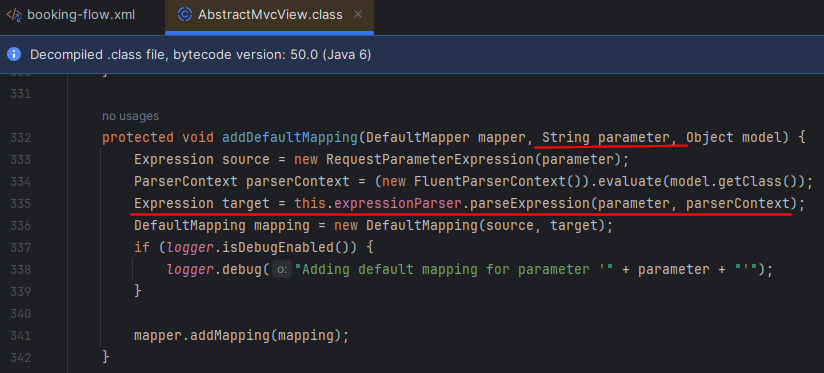 booking-flow.xml
AbstractMvcView.class
Decompiled .class file, bytecode version: 50.0 (Java 6)
331
no usages
332 protected void addDefaultMapping(DefaultMapper mapper, String parameter, Object model) {
333 Expression source = new RequestParameterExpression(parameter);
334 ParserContext parserContext = (new FluentParserContext()).evaluate(model.getClass());
335 Expression target = this.expressionParser.parseExpression(parameter, parserContext);
336 DefaultMapping mapping = new DefaultMapping(source, target);
337 if (logger.isDebugEnabled()) {
338 logger.debug( o: "Adding default mapping for parameter '" + parameter + "'");
339 }
340
341 mapper.addMapping(mapping);
342 }